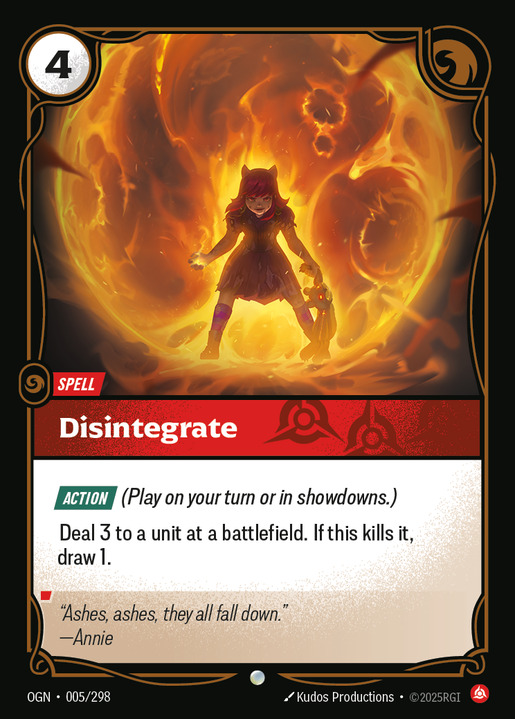 4
SPELL
Disintegrate
ACTION (Play on your turn or in showdowns.)
Deal 3 to a unit at a battlefield. If this kills it,
draw 1.
“Ashes, ashes, they all fall down.”
—Annie
OGN • 005/298 Kudos Productions • ©2025RGI